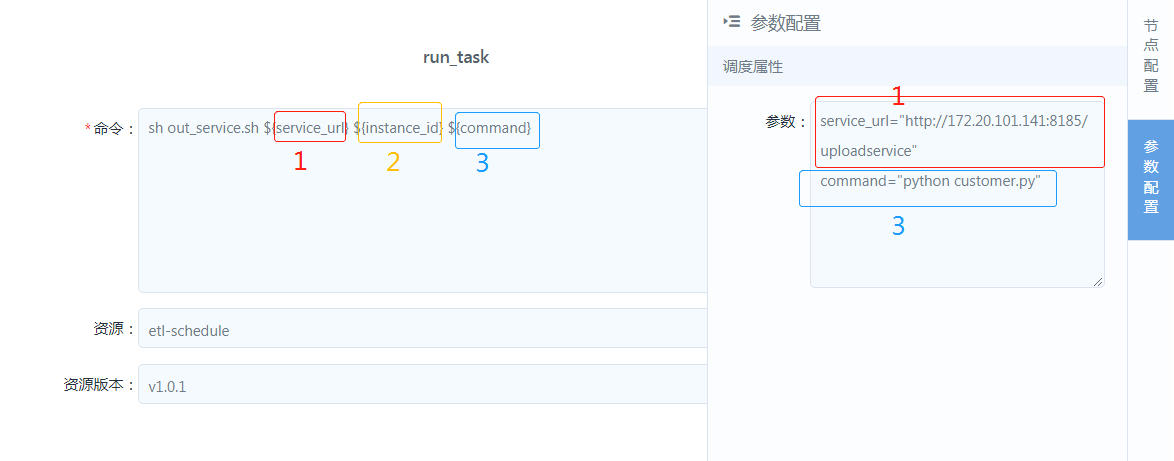 run_task
*命令：
sh out_service.sh ${service_url} ${instance_id} ${command}
1
2
3
资源：
etl-schedule
资源版本：
v1.0.1
参数配置
调度属性
1
参数：
service_url="http://172.20.101.141:8185/
uploadservice"
command="python customer.py"
3
节点配置
参数配置